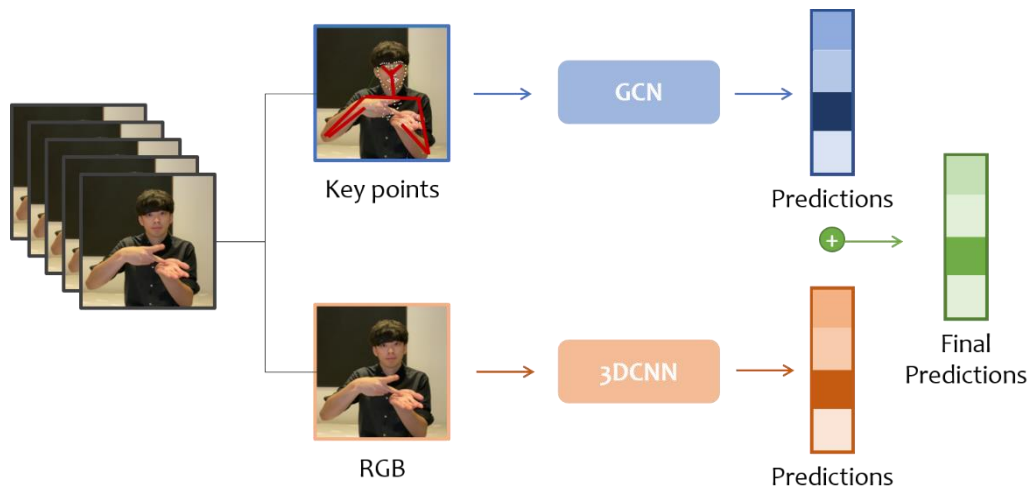 Key points
GCN
Predictions
+
RGB
3DCNN
Predictions
Final
Predictions